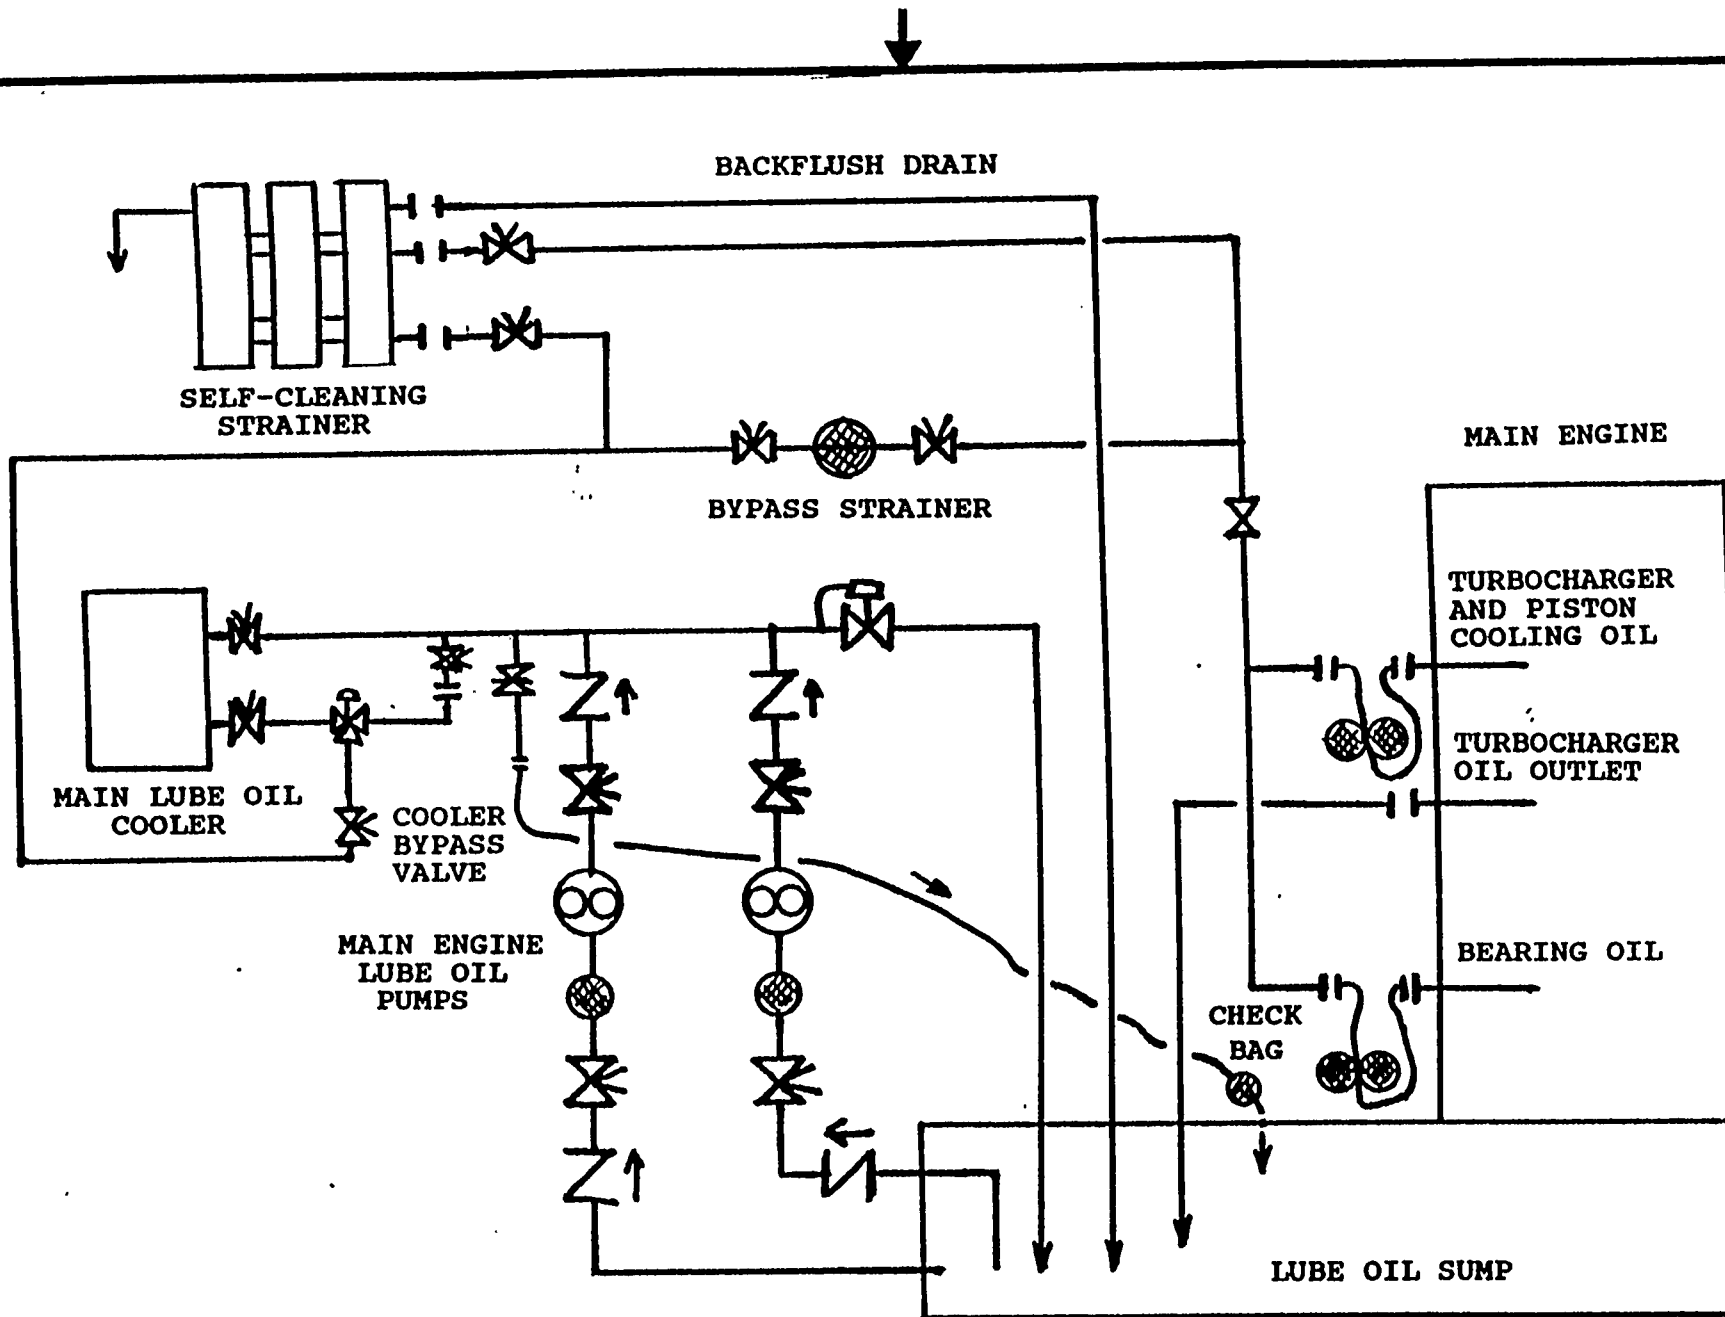 BACKFLUSH DRAIN
SELF-CLEANING
STRAINER
MAIN ENGINE
BYPASS STRAINER
TURBOCHARGER
AND PISTON
COOLING OIL
TURBOCHARGER
OIL OUTLET
MAIN LUBE OIL
COOLER
COOLER
BYPASS
VALVE
MAIN ENGINE
LUBE OIL
PUMPS
BEARING OIL
CHECK
BAG
LUBE OIL SUMP